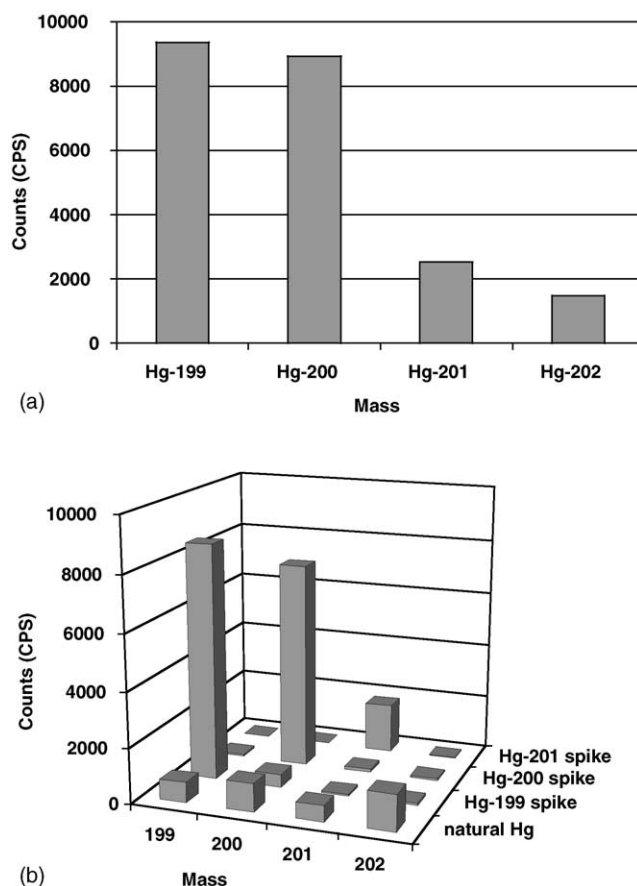 10000
8000
6000
4000
2000
0
Counts (CPS)
Hg-199 Hg-200 Hg-201 Hg-202
Mass
(a)
10000
8000
6000
4000
2000
0
Counts (CPS)
199 200 201 202
Mass
Hg-201 spike
Hg-200 spike
Hg-199 spike
natural Hg
(b)